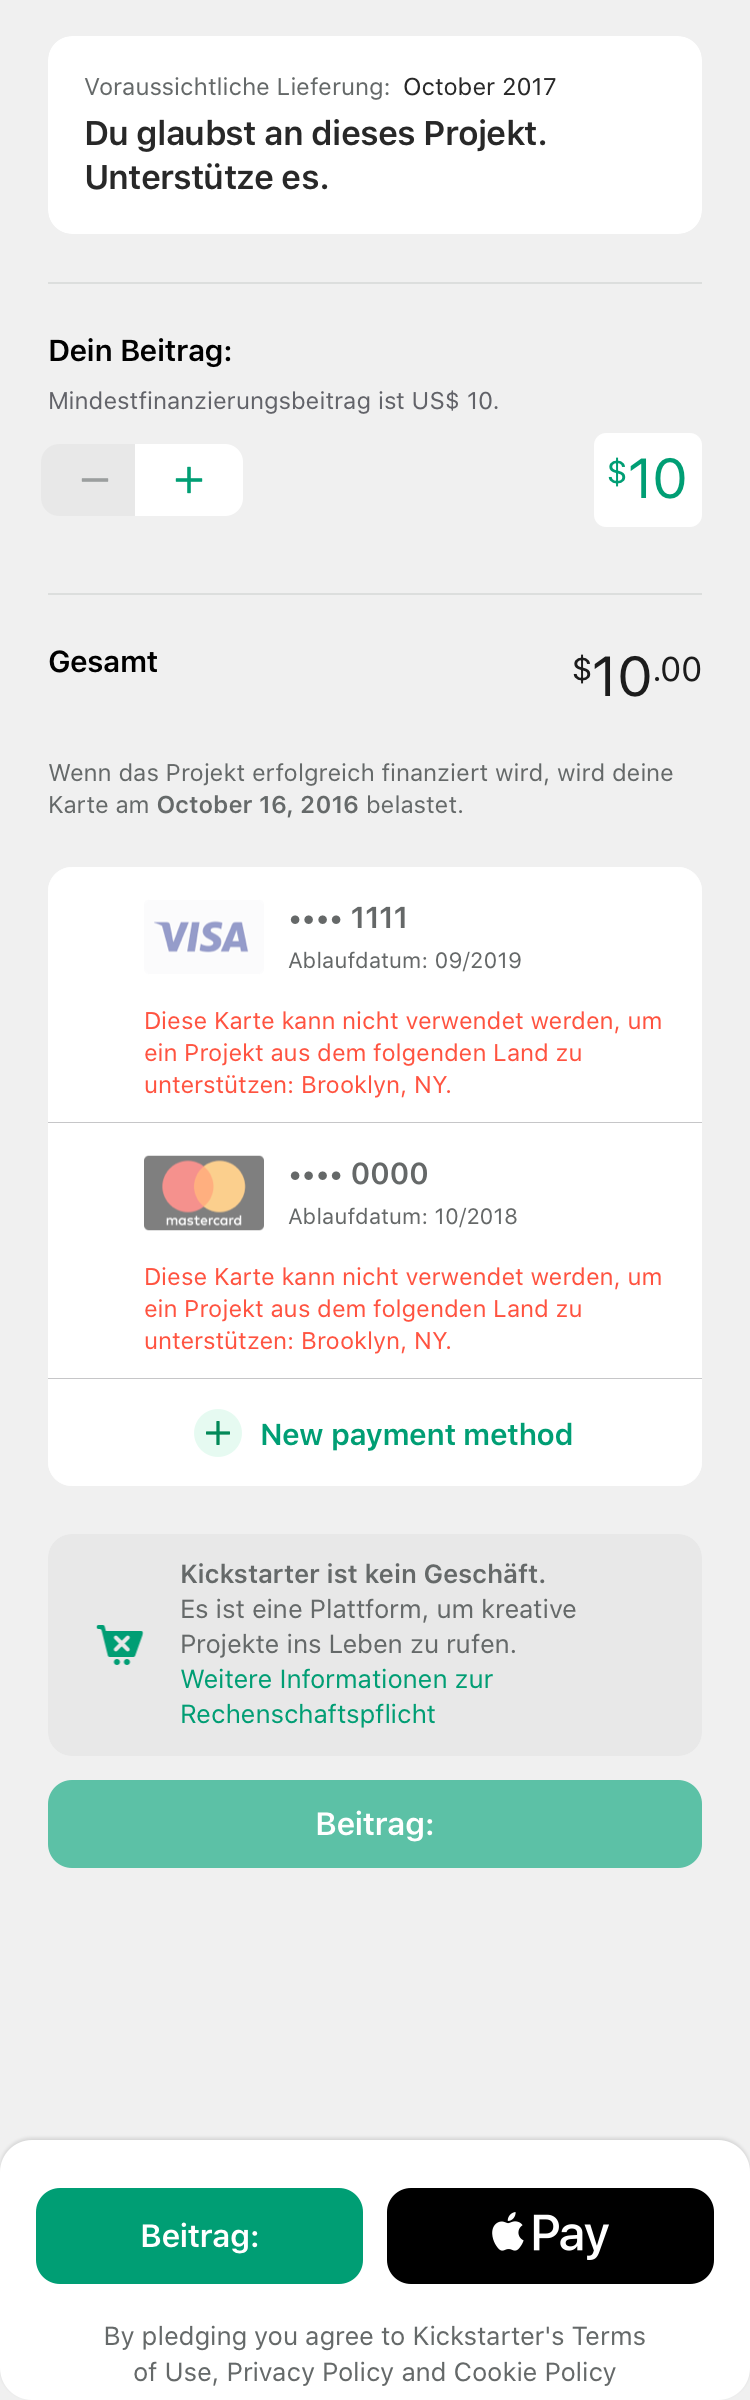 Voraussichtliche Lieferung: October 2017
Du glaubst an dieses Projekt.
Unterstütze es.
Dein Beitrag:
Mindestfinanzierungsbeitrag ist US$ 10.
− +
$10
Gesamt
$10.00
Wenn das Projekt erfolgreich finanziert wird, wird deine
Karte am October 16, 2016 belastet.
VISA
•••• 1111
Ablaufdatum: 09/2019
Diese Karte kann nicht verwendet werden, um
ein Projekt aus dem folgenden Land zu
unterstützen: Brooklyn, NY.
mastercard
•••• 0000
Ablaufdatum: 10/2018
Diese Karte kann nicht verwendet werden, um
ein Projekt aus dem folgenden Land zu
unterstützen: Brooklyn, NY.
+ New payment method
Kickstarter ist kein Geschäft.
Es ist eine Plattform, um kreative
Projekte ins Leben zu rufen.
Weitere Informationen zur
Rechenschaftspflicht
Beitrag:
Beitrag:
Pay
By pledging you agree to Kickstarter's Terms
of Use, Privacy Policy and Cookie Policy